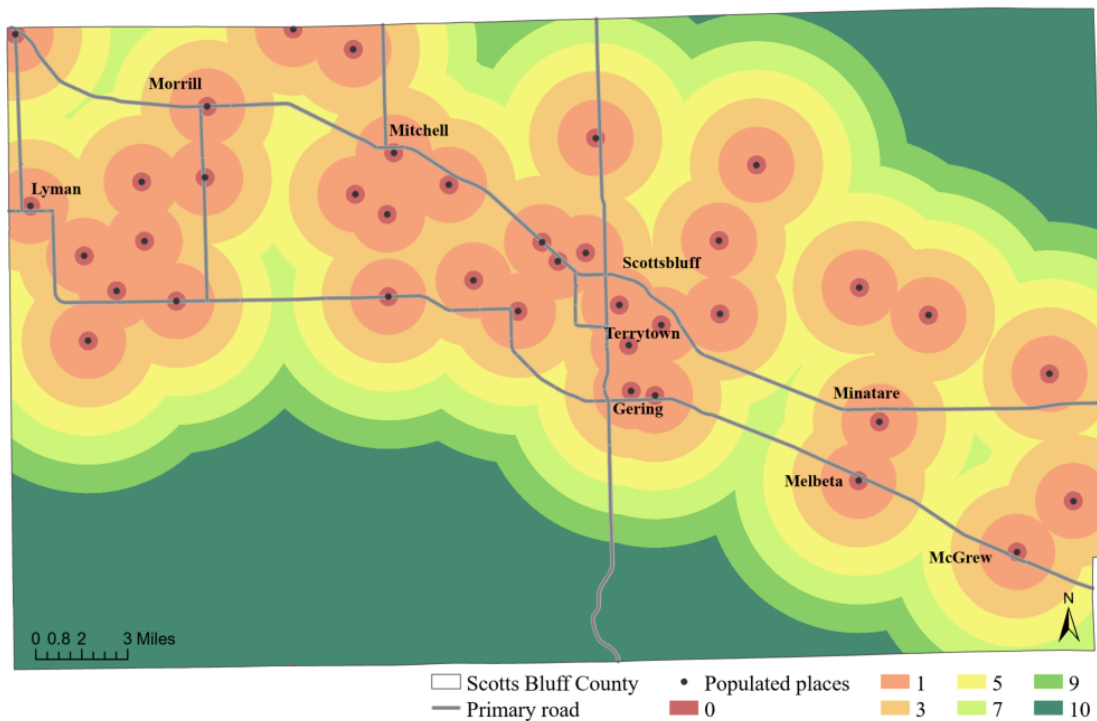 Morrill
Mitchell
Lyman
Scottsbluff
Terrytown
Gering
Minatare
Melbeta
McGrew
N
0 0.8 2 3 Miles
Scotts Bluff County
Populated places
1
5
9
Primary road
0
3
7
10